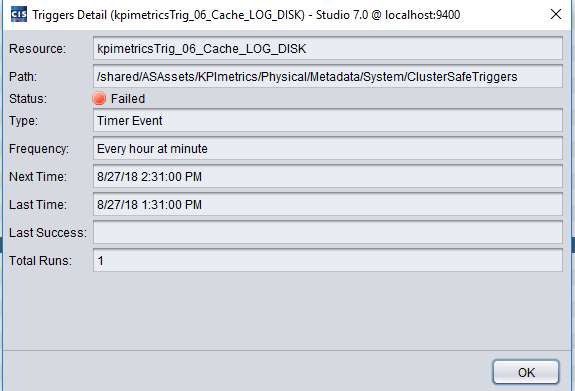 CIS Triggers Detail (kpimetricsTrig_06_Cache_LOG_DISK) - Studio 7.0 @ localhost:9400
Resource: kpimetricsTrig_06_Cache_LOG_DISK
Path: /shared/ASAssets/KPImetrics/Physical/Metadata/System/ClusterSafeTriggers
Status: Failed
Type: Timer Event
Frequency: Every hour at minute
Next Time: 8/27/18 2:31:00 PM
Last Time: 8/27/18 1:31:00 PM
Last Success:
Total Runs: 1
OK